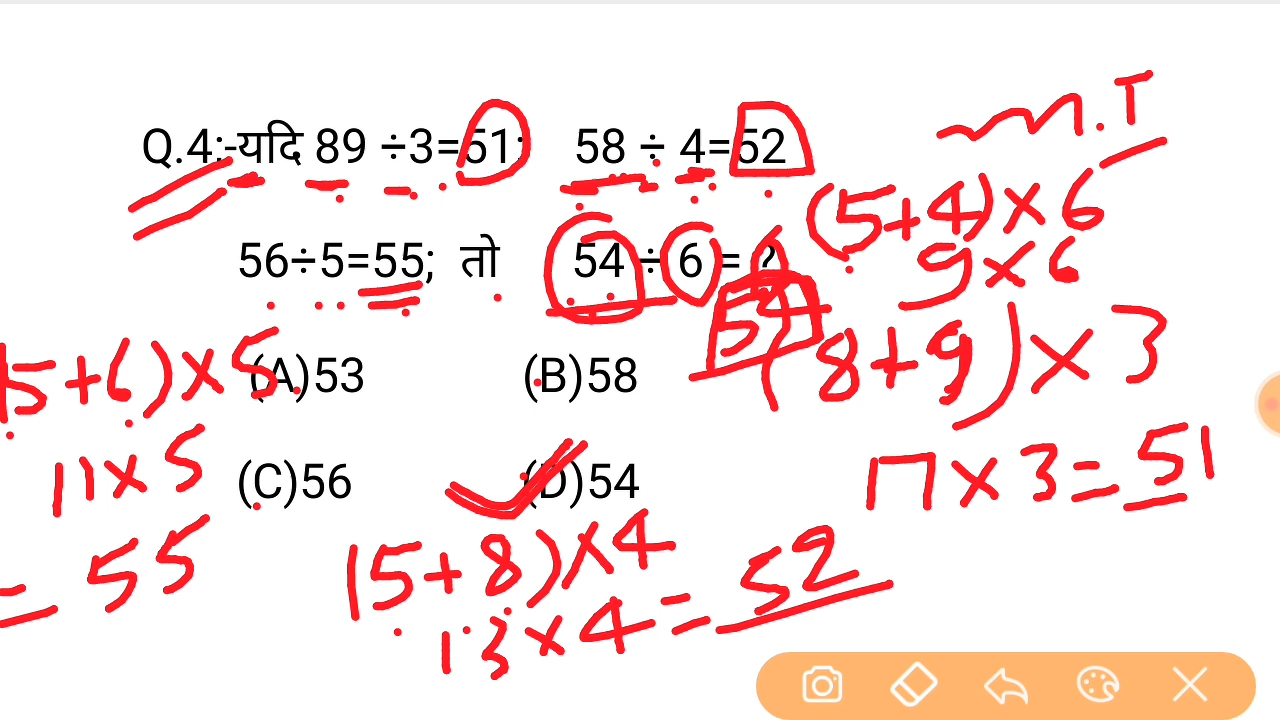 Q.4:-यदि 89 ÷3=51; 58 ÷ 4=52
56÷5=55; तो 54 ÷ 6 = ?
(A)53 (B)58
(C)56 (D)54
M.T
(5+4)×6
9×6
54
(8+9)×3
17×3=51
(5+6)×5
11×5
= 55
(5+8)×4
13×4=52